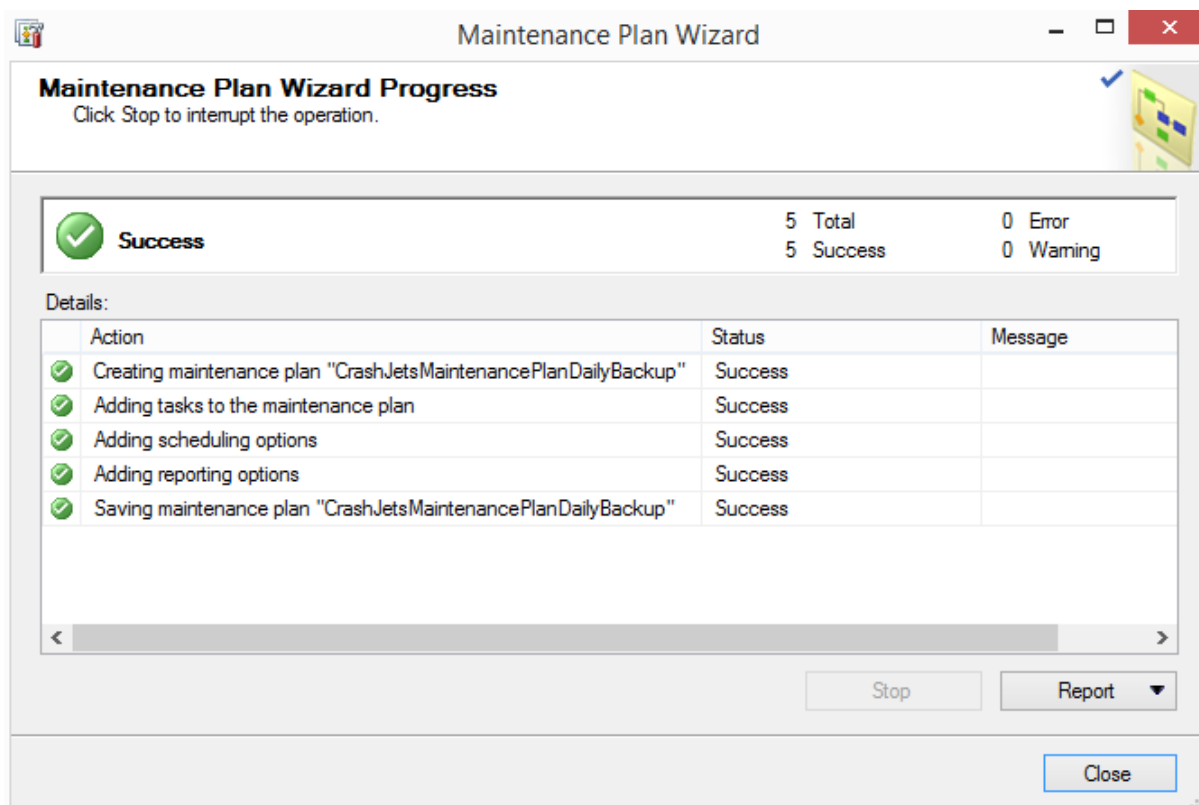 Maintenance Plan Wizard
Maintenance Plan Wizard Progress
Click Stop to interrupt the operation.
Success
5 Total 0 Error
5 Success 0 Warning
Details:
Action Status Message
Creating maintenance plan "CrashJetsMaintenancePlanDailyBackup" Success
Adding tasks to the maintenance plan Success
Adding scheduling options Success
Adding reporting options Success
Saving maintenance plan "CrashJetsMaintenancePlanDailyBackup" Success
Stop Report
Close